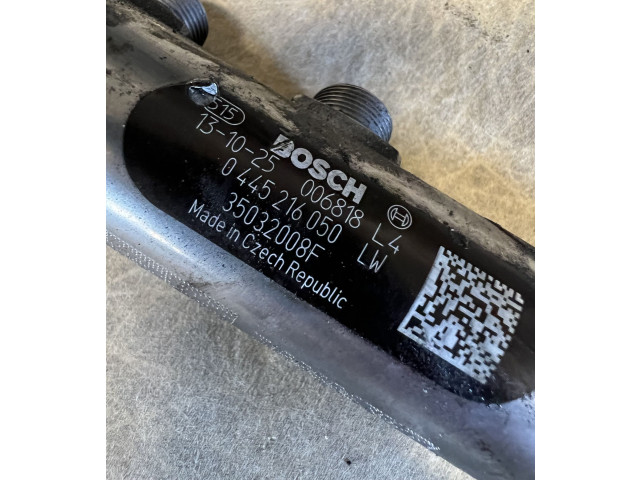 515
BOSCH
13-10-25 006818 L4
0 445 216 050 LW
35032008F
Made in Czech Republic